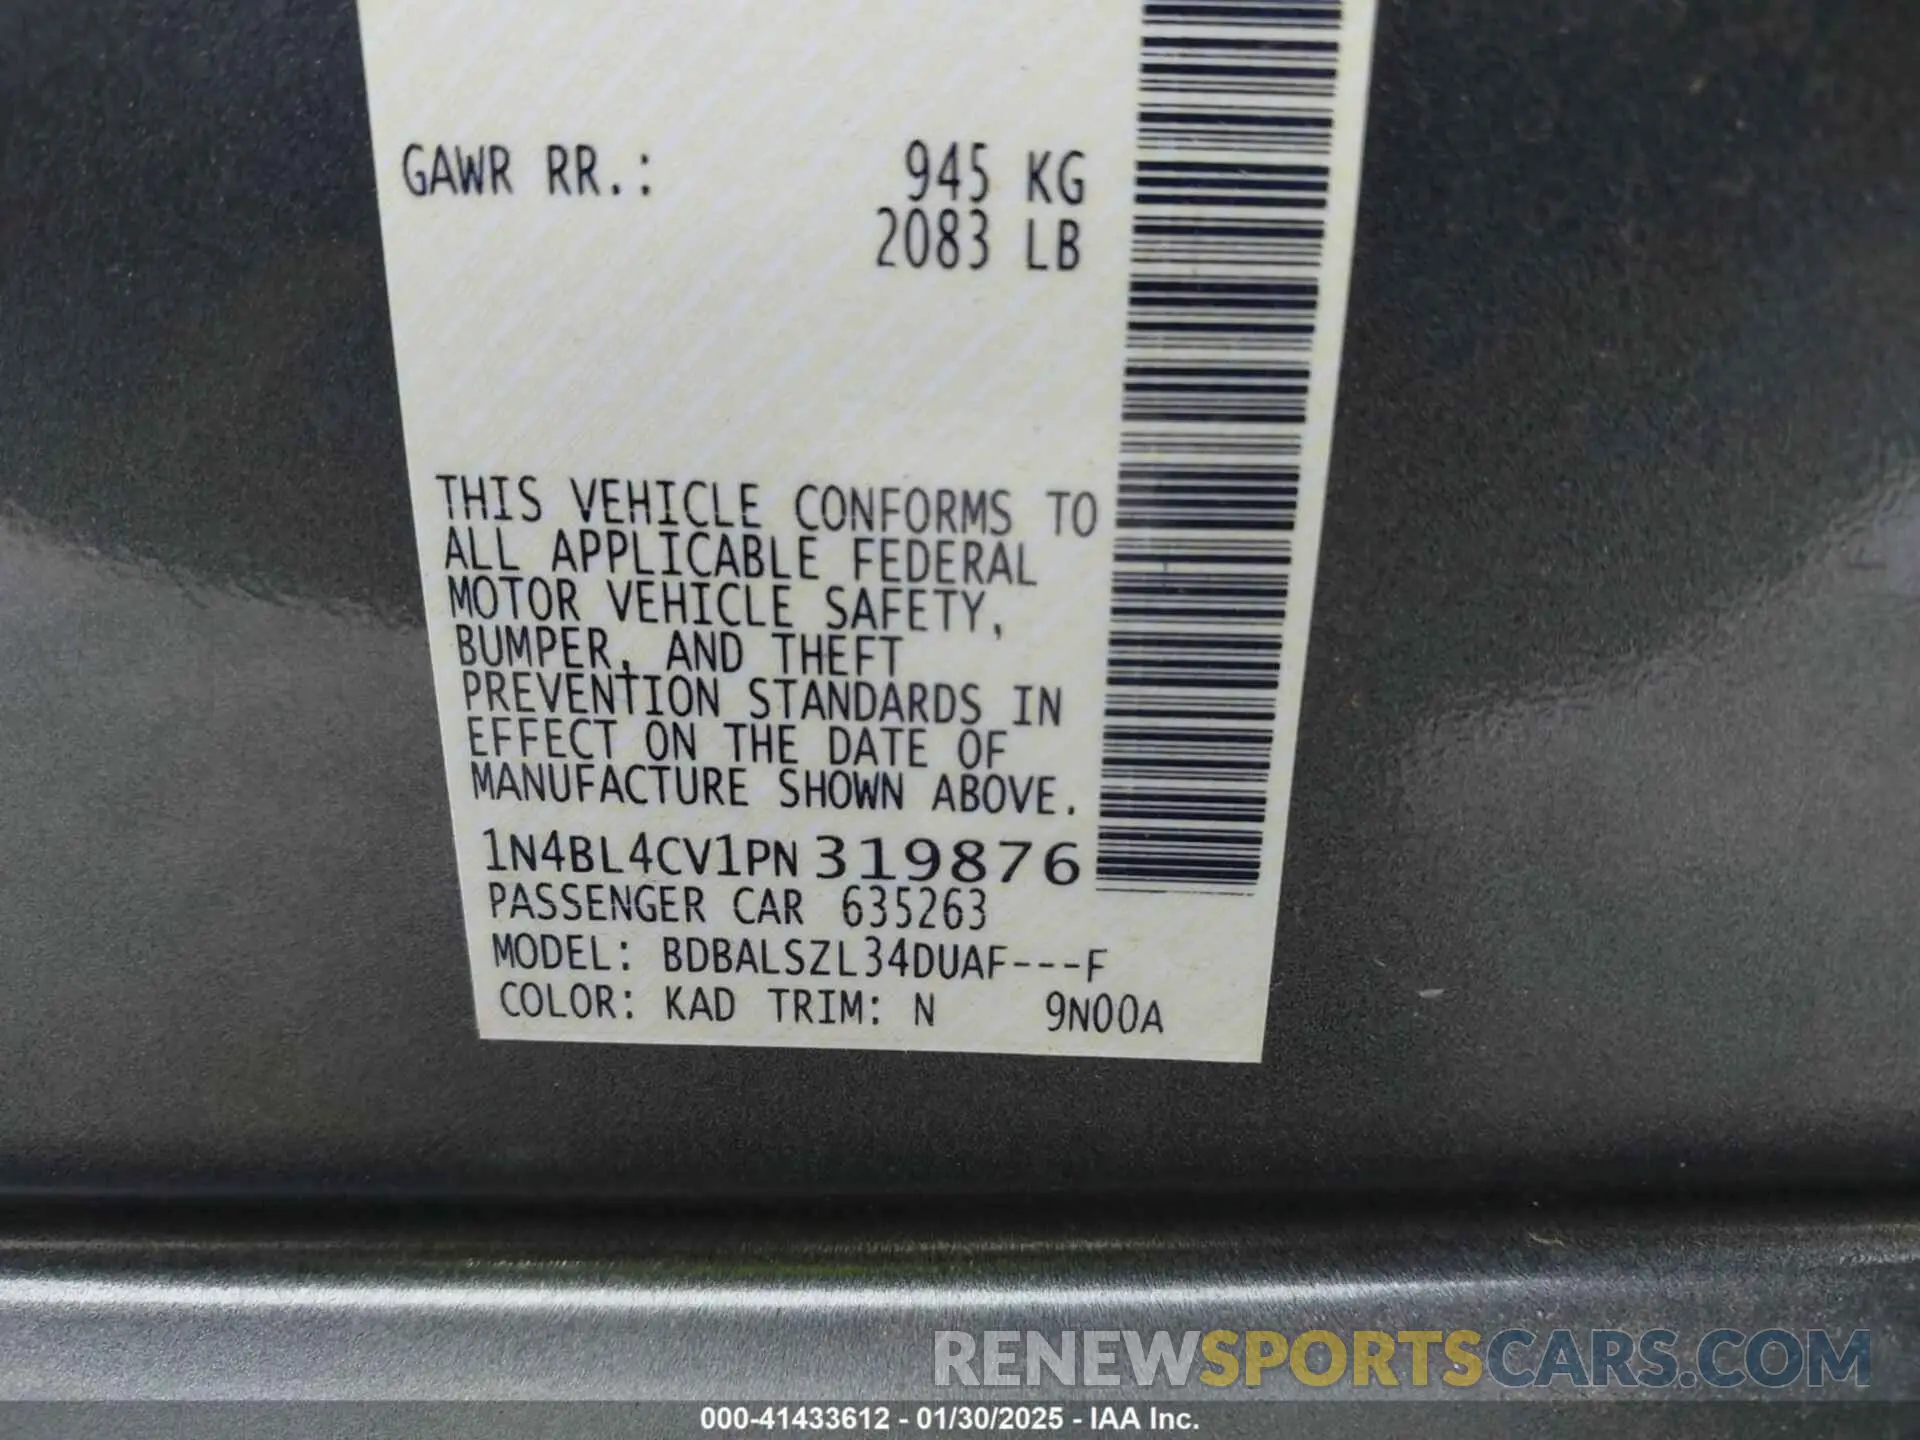 GAWR RR.: 945 KG
2083 LB
THIS VEHICLE CONFORMS TO
ALL APPLICABLE FEDERAL
MOTOR VEHICLE SAFETY,
BUMPER, AND THEFT
PREVENTION STANDARDS IN
EFFECT ON THE DATE OF
MANUFACTURE SHOWN ABOVE.
1N4BL4CV1PN319876
PASSENGER CAR 635263
MODEL: BDBALSZL34DUAF---F
COLOR: KAD TRIM: N 9N00A
RENEWSPORTSCARS.COM
000-41433612 - 01/30/2025 - IAA Inc.